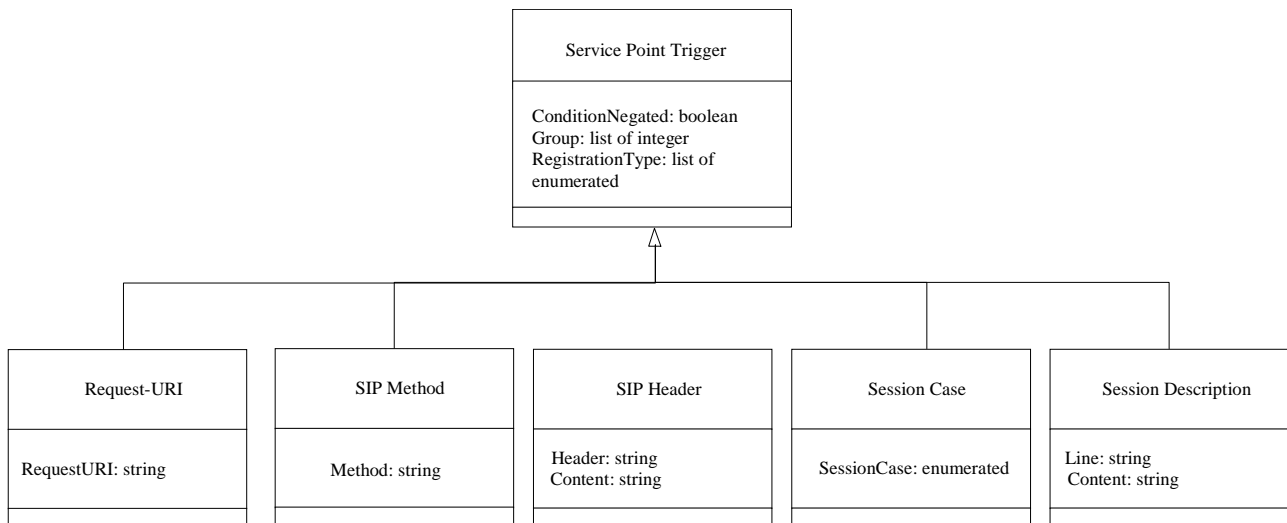 Service Point Trigger
ConditionNegated: boolean
Group: list of integer
RegistrationType: list of
enumerated
Request-URI
RequestURI: string
SIP Method
Method: string
SIP Header
Header: string
Content: string
Session Case
SessionCase: enumerated
Session Description
Line: string
Content: string